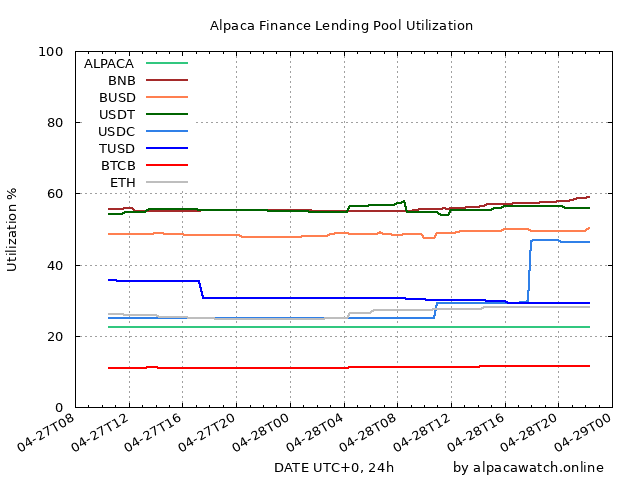 Alpaca Finance Lending Pool Utilization
100
80
60
40
20
0
Utilization %
ALPACA
BNB
BUSD
USDT
USDC
TUSD
BTCB
ETH
04-27T08
04-27T12
04-27T16
04-27T20
04-28T00
04-28T04
04-28T08
04-28T12
04-28T16
04-28T20
04-29T00
DATE UTC+0, 24h
by alpacawatch.online